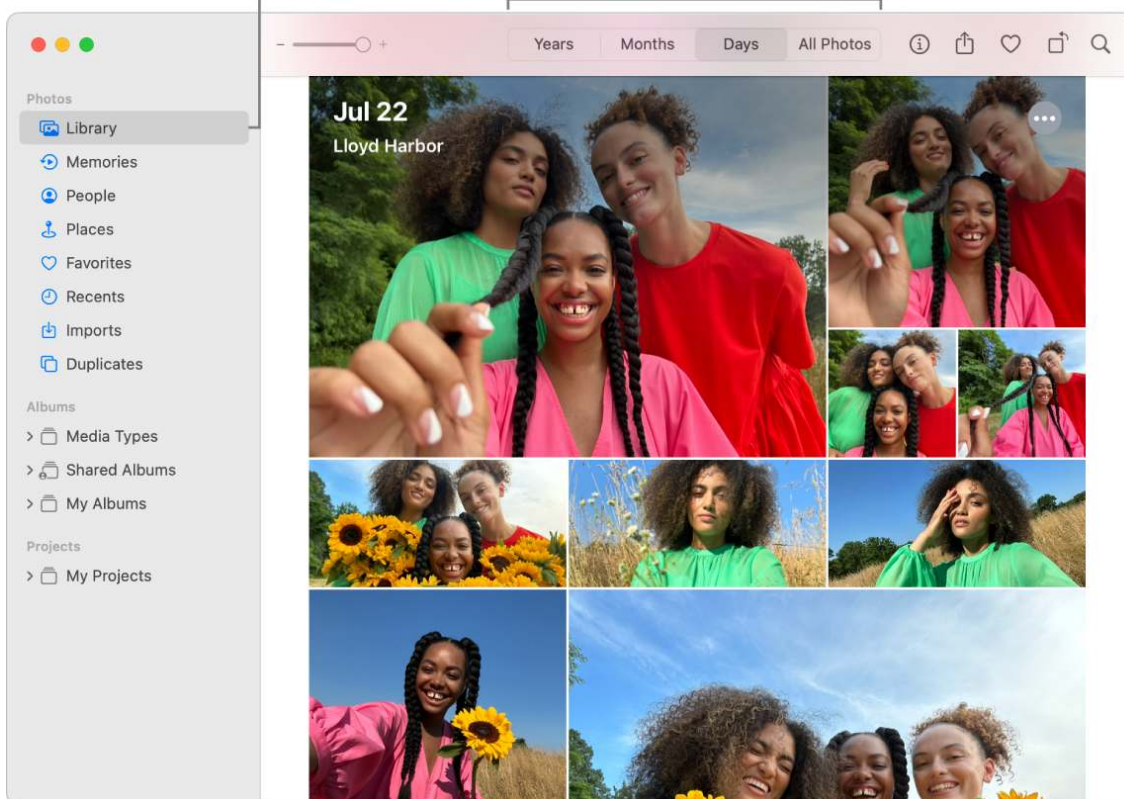 Years Months Days All Photos
Photos
Library
Memories
People
Places
Favorites
Recents
Imports
Duplicates
Albums
Media Types
Shared Albums
My Albums
Projects
My Projects
Jul 22
Lloyd Harbor